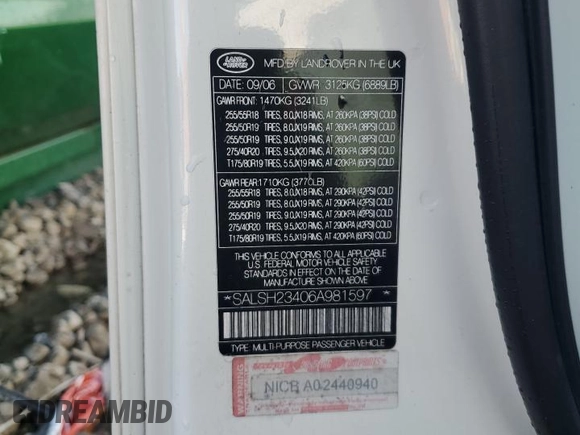 LAND ROVER
MFD BY LANDROVER IN THE UK
DATE: 09/06 GVWR 3125KG (6889LB)
GAWR FRONT: 1470KG (3241LB)
255/55R18 TIRES, 8.0JX18 RIMS, AT 260KPA (38PSI) COLD
255/50R19 TIRES, 8.0JX19 RIMS, AT 260KPA (38PSI) COLD
255/50R19 TIRES, 9.0JX19 RIMS, AT 260KPA (38PSI) COLD
275/40R20 TIRES, 9.5JX20 RIMS, AT 260KPA (38PSI) COLD
T175/80R19 TIRES, 5.5JX19 RIMS, AT 420KPA (60PSI) COLD
GAWR REAR 1710KG (3770LB)
255/55R18 TIRES, 8.0JX18 RIMS, AT 290KPA (42PSI) COLD
255/50R19 TIRES, 8.0JX19 RIMS, AT 290KPA (42PSI) COLD
255/50R19 TIRES, 9.0JX19 RIMS, AT 290KPA (42PSI) COLD
275/40R20 TIRES, 9.5JX20 RIMS, AT 290KPA (42PSI) COLD
T175/80R19 TIRES, 5.5JX19 RIMS, AT 420KPA (60PSI) COLD
THIS VEHICLE CONFORMS TO ALL APPLICABLE
U.S. FEDERAL MOTOR VEHICLE SAFETY
STANDARDS IN EFFECT ON THE DATE OF
MANUFACTURE SHOWN ABOVE
*SALSH23406A981597*
TYPE: MULTI-PURPOSE PASSENGER VEHICLE
WARNING
NICB A02440940
DREAMBID